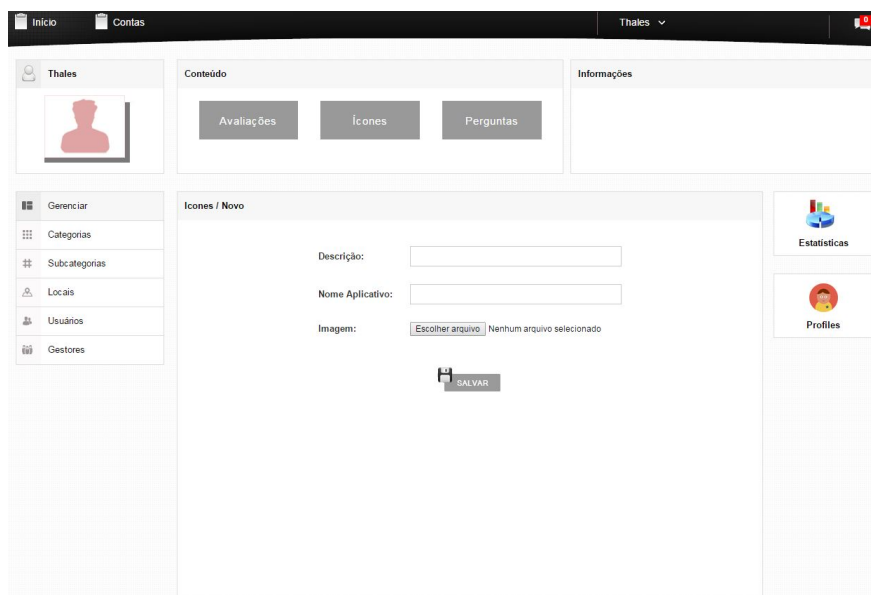 Início
Contas
Thales
0
Thales
Conteúdo
Informações
Avaliações
Ícones
Perguntas
Gerenciar
Categorias
Subcategorias
Locais
Usuários
Gestores
Icones / Novo
Descrição:
Nome Aplicativo:
Imagem:
Escolher arquivo Nenhum arquivo selecionado
SALVAR
Estatísticas
Profiles